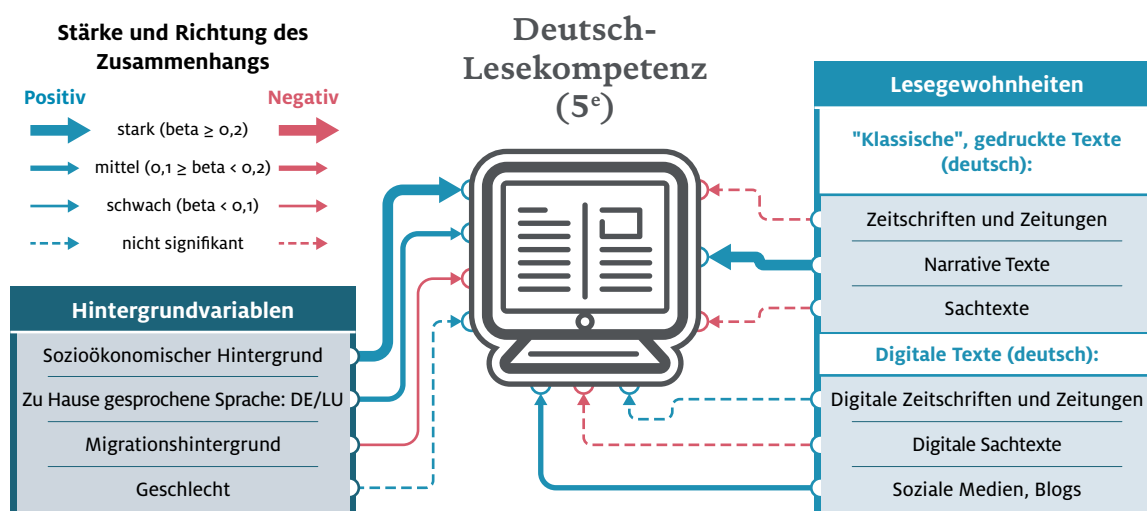 Stärke und Richtung des
Zusammenhangs
Positiv
Negativ
stark (beta ≥ 0,2)
mittel (0,1 ≥ beta < 0,2)
schwach (beta < 0,1)
nicht signifikant
Deutsch-
Lesekompetenz
(5ᵉ)
Hintergrundvariablen
Sozioökonomischer Hintergrund
Zu Hause gesprochene Sprache: DE/LU
Migrationshintergrund
Geschlecht
Lesegewohnheiten
"Klassische", gedruckte Texte
(deutsch):
Zeitschriften und Zeitungen
Narrative Texte
Sachtexte
Digitale Texte (deutsch):
Digitale Zeitschriften und Zeitungen
Digitale Sachtexte
Soziale Medien, Blogs